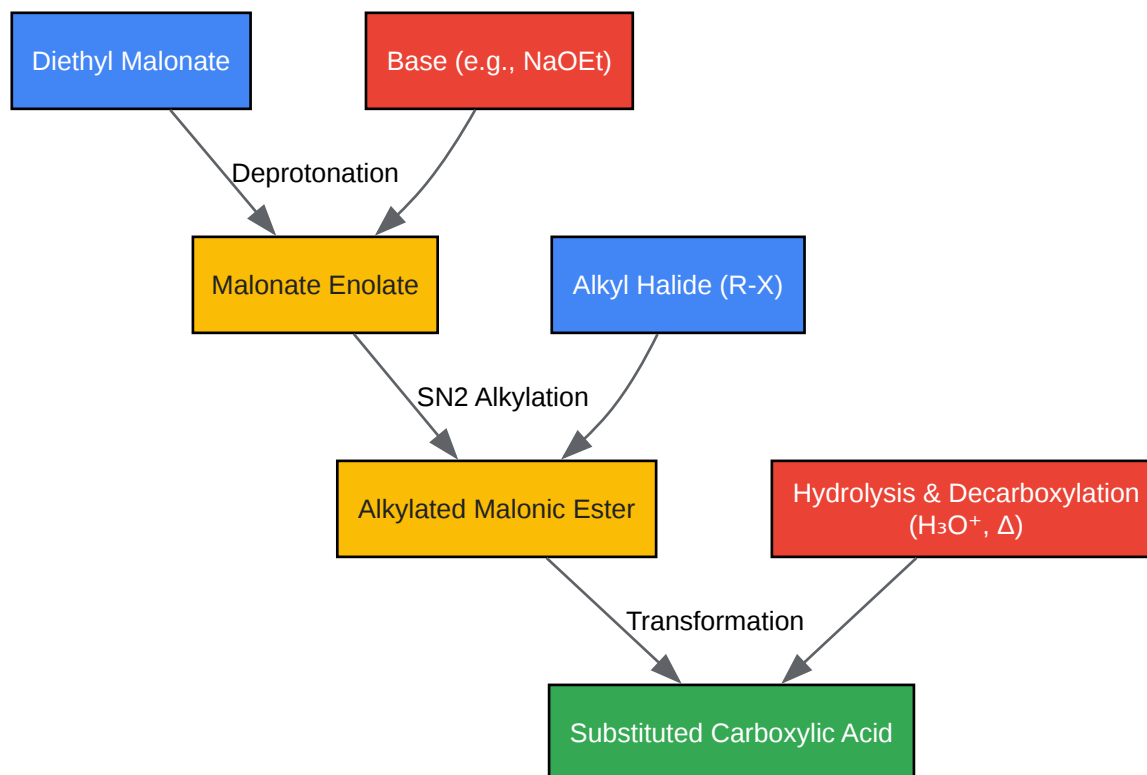 Diethyl Malonate
Base (e.g., NaOEt)
Deprotonation
Malonate Enolate
Alkyl Halide (R-X)
SN2 Alkylation
Alkylated Malonic Ester
Hydrolysis & Decarboxylation
(H₃O⁺, Δ)
Transformation
Substituted Carboxylic Acid